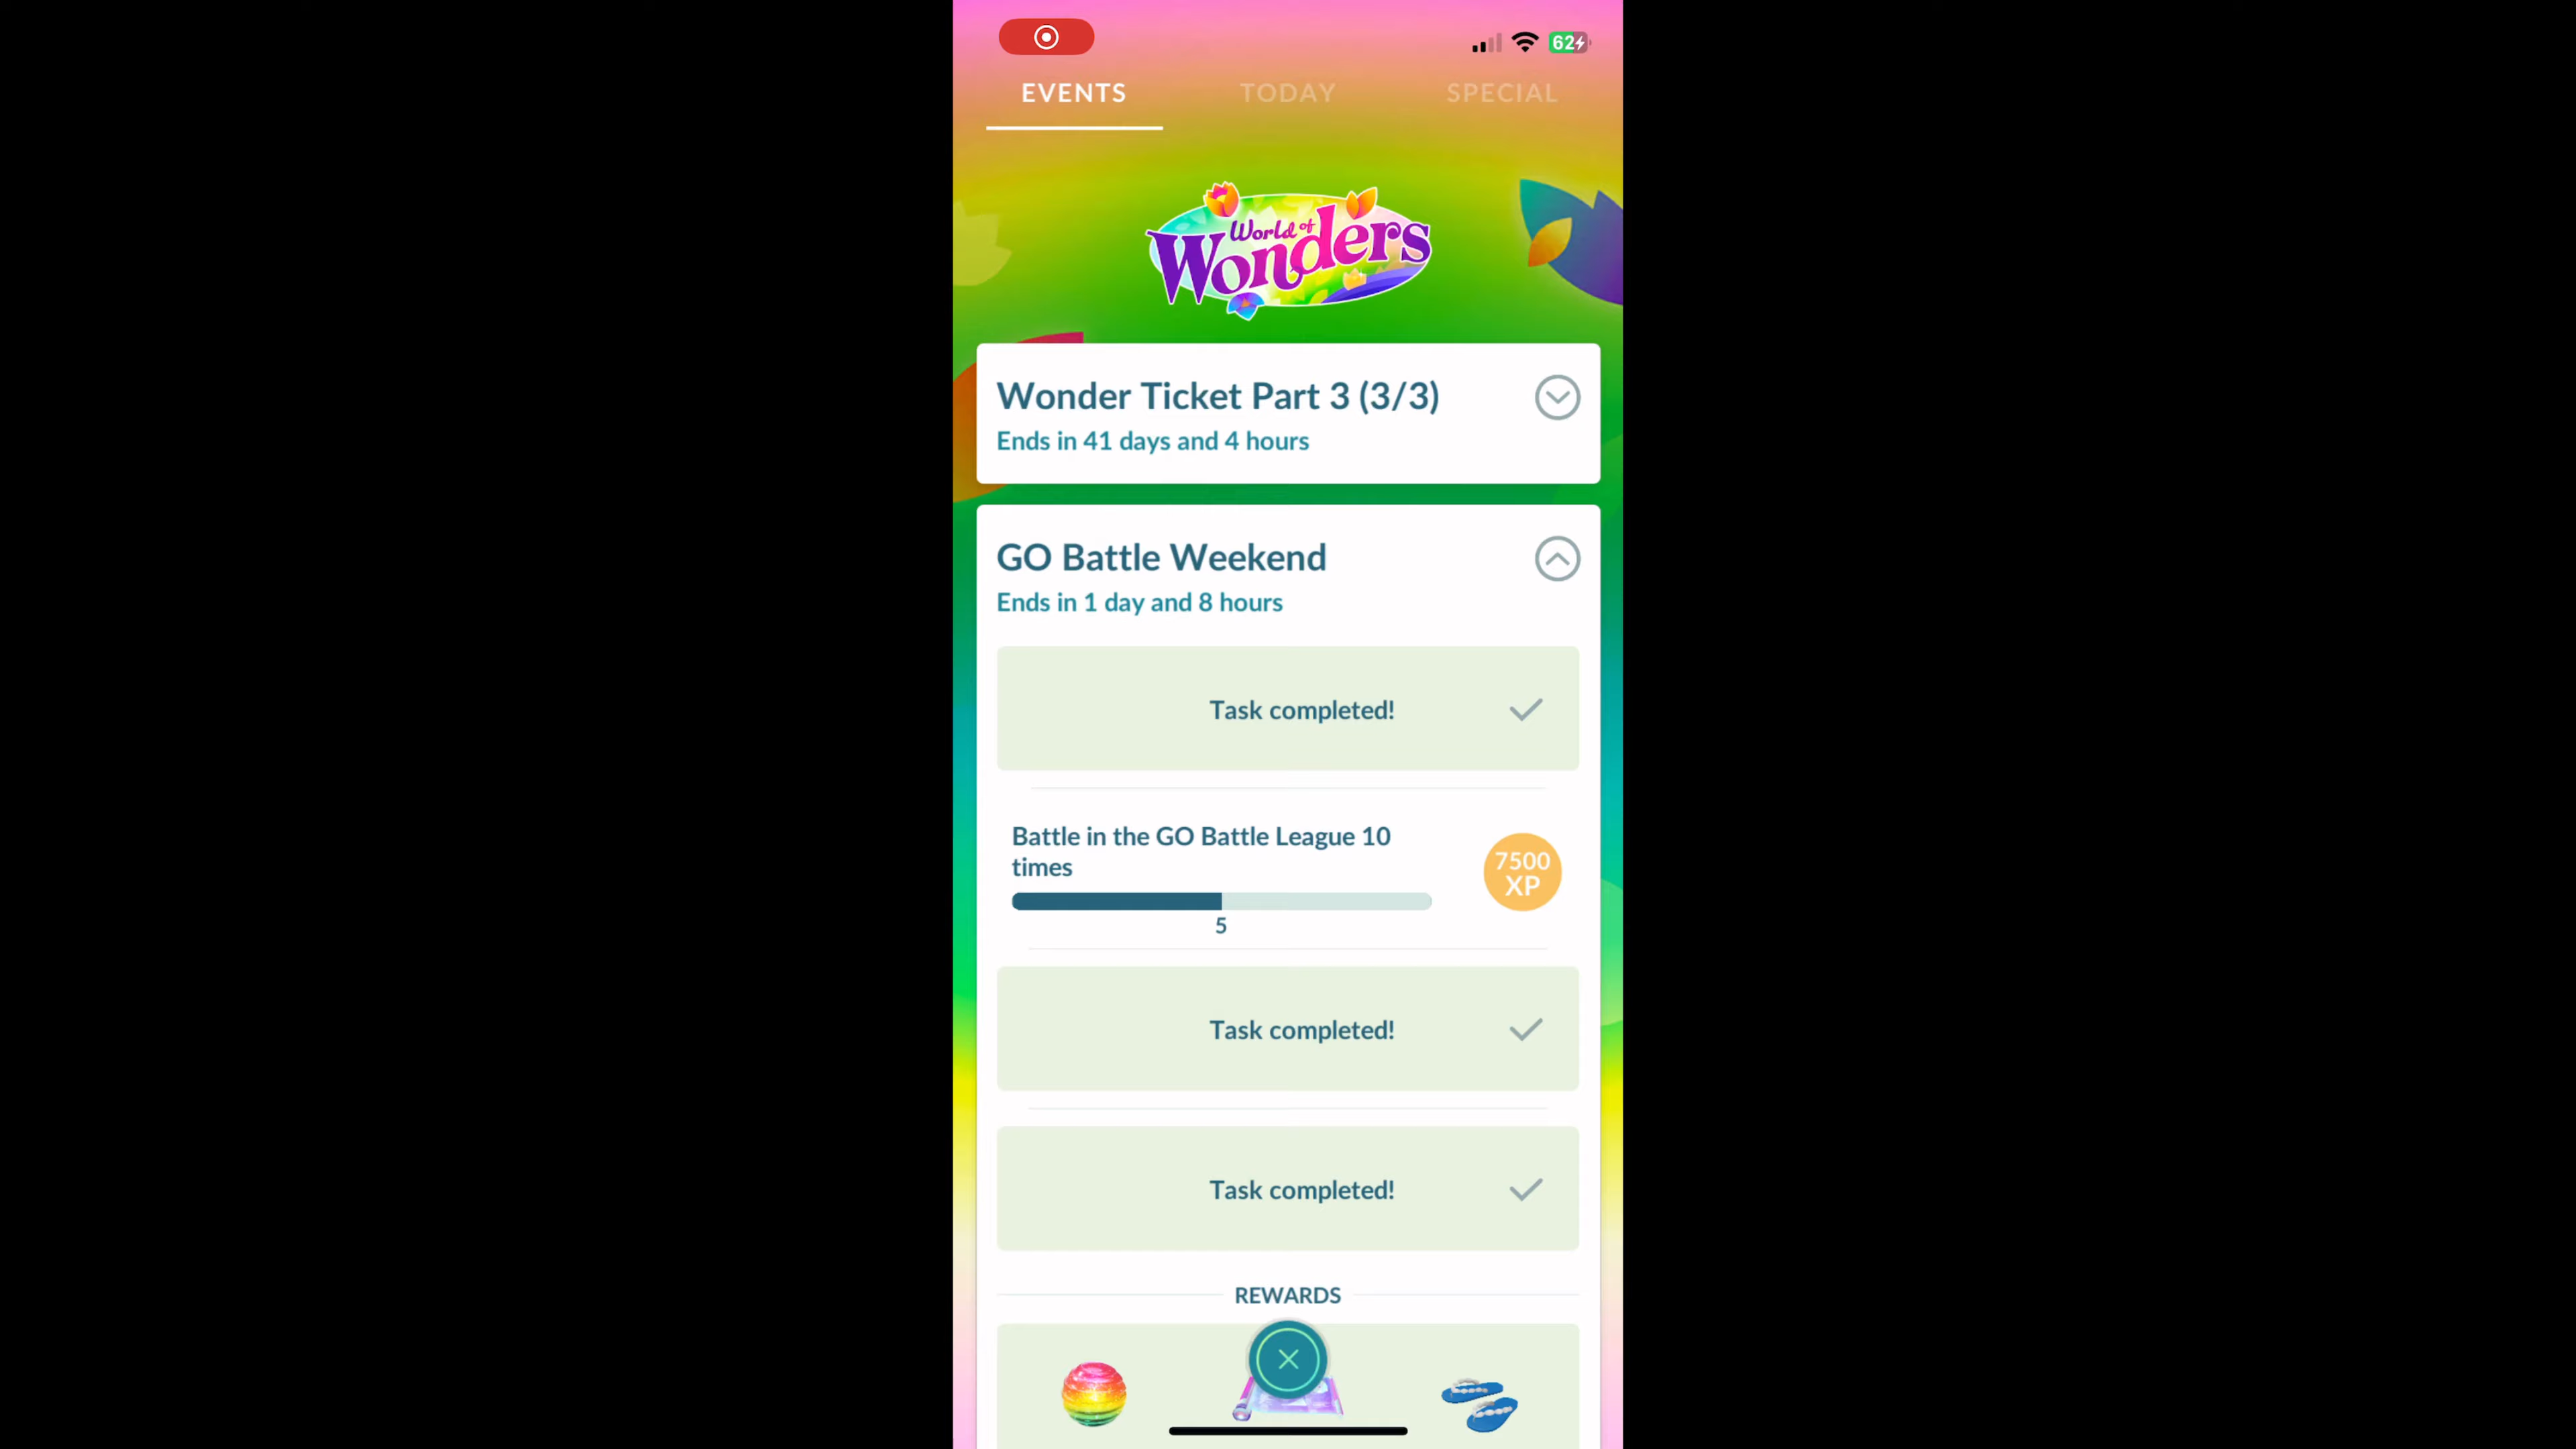 62
EVENTS
TODAY
SPECIAL
World of
Wonders
Wonder Ticket Part 3 (3/3)
Ends in 41 days and 4 hours
GO Battle Weekend
Ends in 1 day and 8 hours
Task completed!
Battle in the GO Battle League 10
times
5
7500
XP
Task completed!
Task completed!
REWARDS